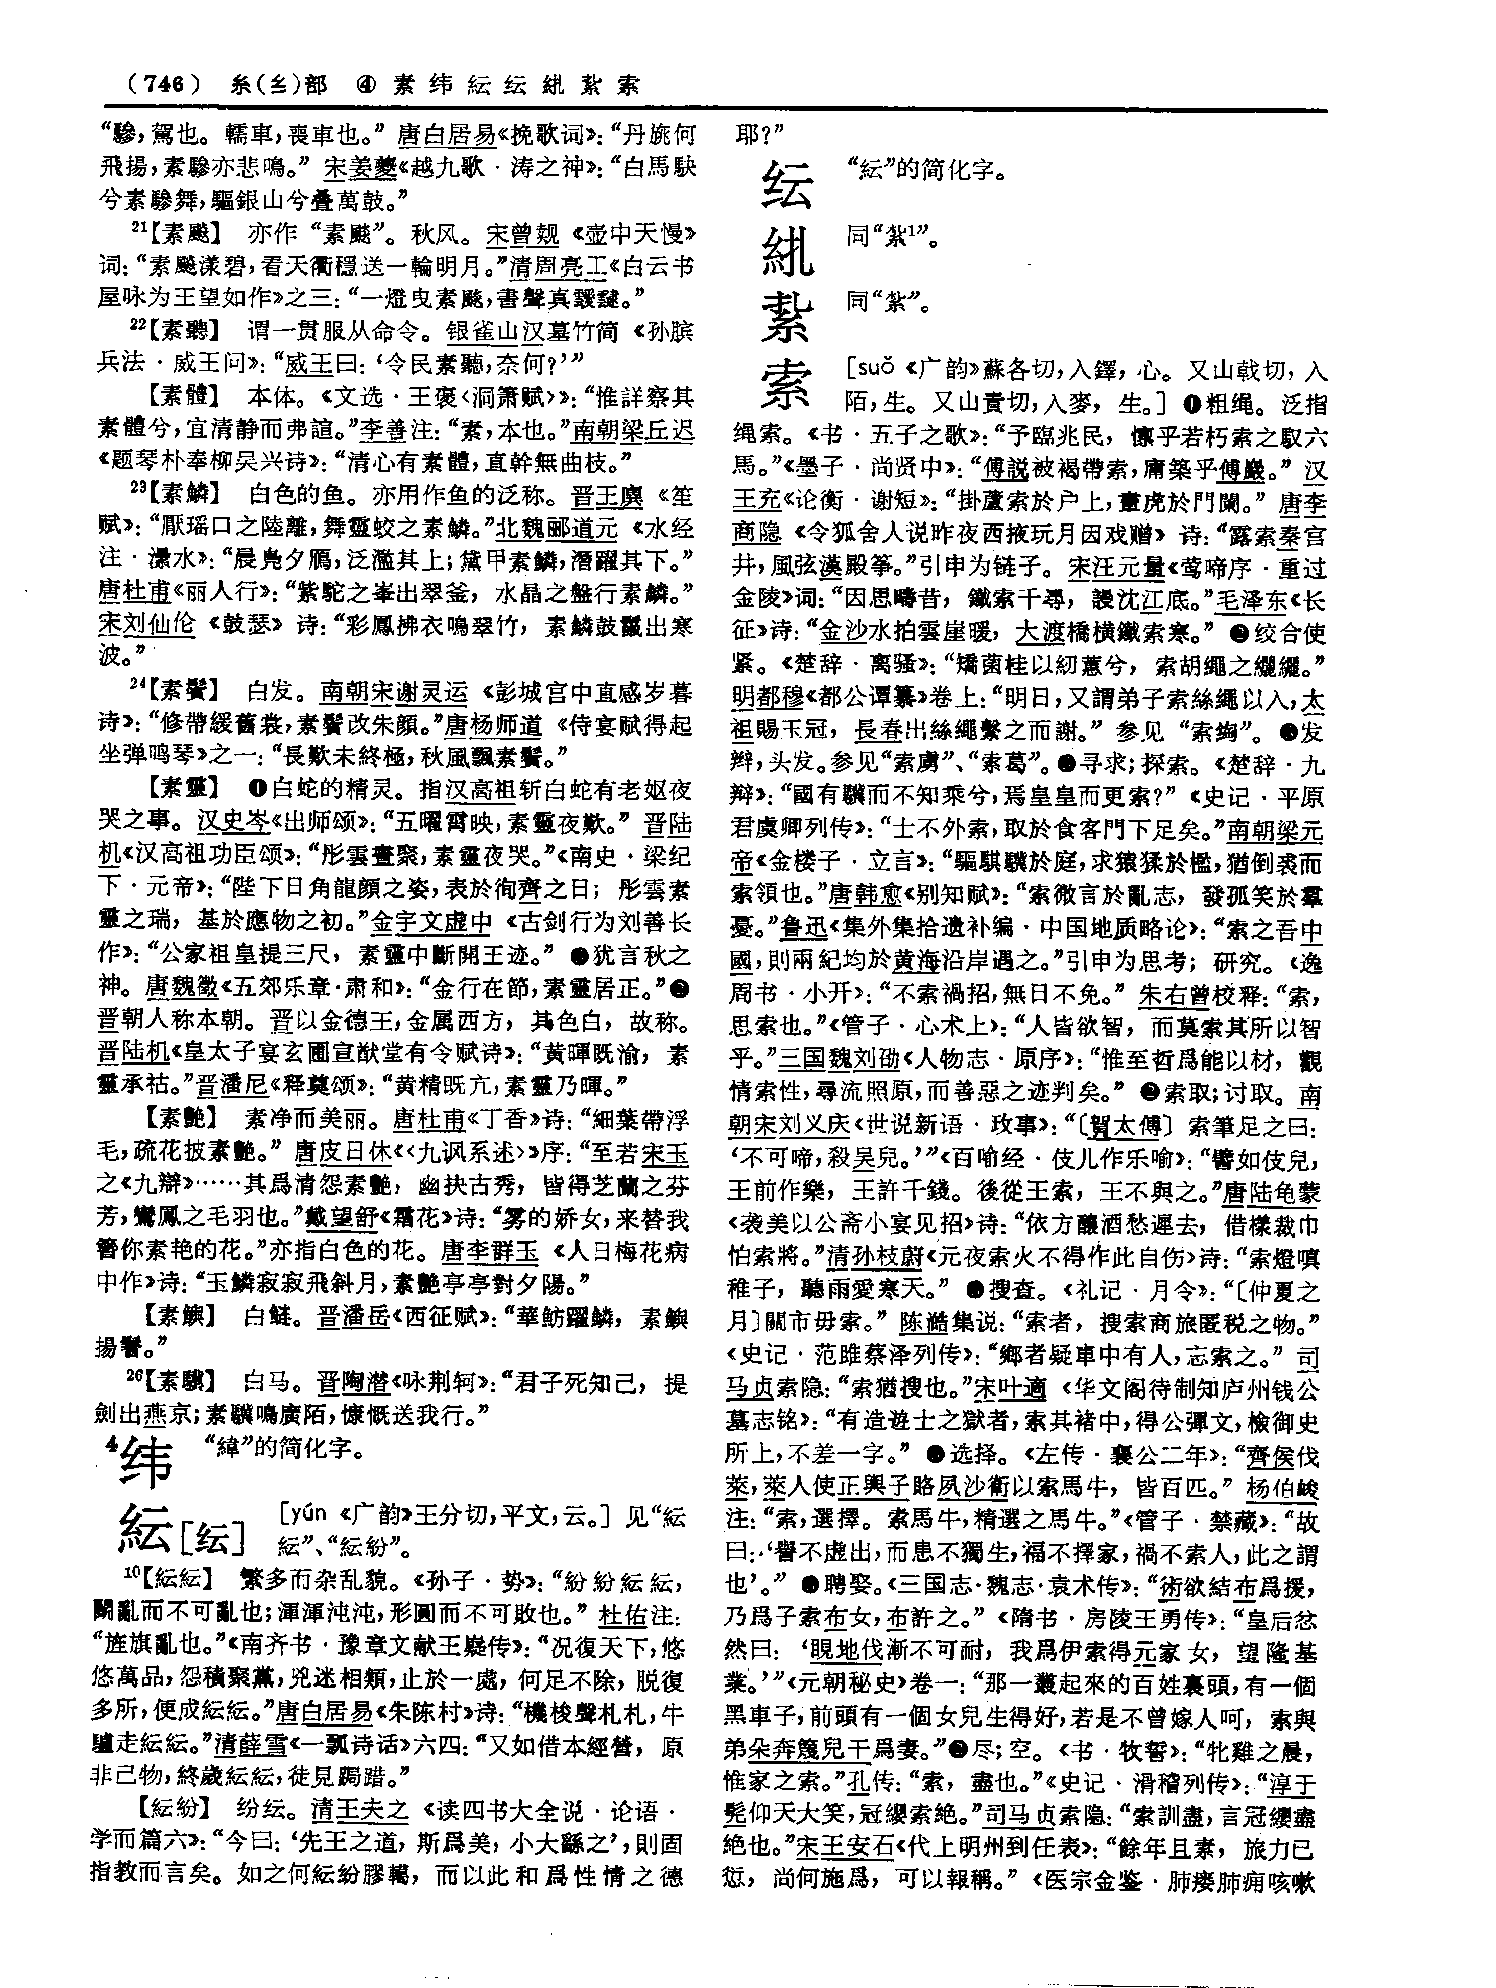 （746） 糸(纟)部 ④ 素 纬 紜 纭 紈 紥 索
“驂，駕也。轜車，喪車也。”唐白居易《挽歌词》：“丹旐何
飛揚，素驂亦悲鳴。”宋姜夔《越九歌·涛之神》：“白馬駃
兮素驂舞，驅銀山兮疊萬鼓。”
21【素飈】 亦作“素飇”。秋风。宋曾觌《壶中天慢》
词：“素飈漾碧，看天衢穩送一輪明月。”清周亮工《白云书
屋咏为王望如作》之三：“一燈曳素飇，書聲真靉靆。”
22【素聽】 谓一贯服从命令。银雀山汉墓竹简《孙膑
兵法·威王问》：“威王曰：‘令民素聽，奈何？’”
【素體】 本体。《文选·王褒〈洞箫赋〉》：“惟詳察其
素體兮，宜清静而弗諠。”李善注：“素，本也。”南朝梁丘迟
《题琴朴奉柳吴兴诗》：“清心有素體，直幹無曲枝。”
23【素鱗】 白色的鱼。亦用作鱼的泛称。晋王廙《笙
赋》：“厭瑶口之陸離，舞靈蛟之素鱗。”北魏郦道元《水经
注·㶟水》：“晨鳧夕鴈，泛濫其上；黛甲素鱗，潛躍其下。”
唐杜甫《丽人行》：“紫駝之峯出翠釜，水晶之盤行素鱗。”
宋刘仙伦《鼓瑟》诗：“彩鳳拂衣鳴翠竹，素鱗鼓鬣出寒
波。”
24【素鬢】 白发。南朝宋谢灵运《彭城宫中直感岁暮
诗》：“修帶緩舊裳，素鬢改朱顔。”唐杨师道《侍宴赋得起
坐弹鸣琴》之一：“長歎未終極，秋風飄素鬢。”
【素靈】 ❶白蛇的精灵。指汉高祖斩白蛇有老妪夜
哭之事。汉史岑《出师颂》：“五曜霄映，素靈夜歎。”晋陆
机《汉高祖功臣颂》：“彤雲晝聚，素靈夜哭。”《南史·梁纪
下·元帝》：“陛下日角龍顔之姿，表於徇齊之日；彤雲素
靈之瑞，基於應物之初。”金宇文虚中《古剑行为刘善长
作》：“公家祖皇提三尺，素靈中斷開王迹。”❷犹言秋之
神。唐魏徵《五郊乐章·肃和》：“金行在節，素靈居正。”❸
晋朝人称本朝。晋以金德王，金属西方，其色白，故称。
晋陆机《皇太子宴玄圃宣猷堂有令赋诗》：“黄暉既渝，素
靈承祜。”晋潘尼《释奠颂》：“黄精既亢，素靈乃暉。”
【素艷】 素净而美丽。唐杜甫《丁香》诗：“細葉帶浮
毛，疏花披素艷。”唐皮日休《〈九讽系述〉序》：“至若宋玉
之《九辯》……其爲清怨素艷，幽抉古秀，皆得芝蘭之芬
芳，鸞鳳之毛羽也。”戴望舒《霜花》诗：“雾的娇女，来替我
簪你素艳的花。”亦指白色的花。唐李群玉《人日梅花病
中作》诗：“玉鱗寂寂飛斜月，素艷亭亭對夕陽。”
【素鱮】 白鲢。晋潘岳《西征赋》：“華魴躍鱗，素鱮
揚鬐。”
26【素驥】 白马。晋陶潜《咏荆轲》：“君子死知己，提
劍出燕京；素驥鳴廣陌，慷慨送我行。”
4纬 “緯”的简化字。
紜[纭] [yún《广韵》王分切，平文，云。] 见“紜
紜”、“紜紛”。
10【紜紜】 繁多而杂乱貌。《孙子·势》：“紛紛紜紜，
鬭亂而不可亂也；渾渾沌沌，形圓而不可敗也。”杜佑注：
“旌旗亂也。”《南齐书·豫章文献王嶷传》：“况復天下，悠
悠萬品，怨積聚黨，兇迷相類，止於一處，何足不除，脱復
多所，便成紜紜。”唐白居易《朱陈村》诗：“機梭聲札札，牛
驢走紜紜。”清薛雪《一瓢诗话》六四：“又如借本經營，原
非己物，終歲紜紜，徒見跼蹐。”
【紜紛】 纷纭。清王夫之《读四书大全说·论语·
学而篇六》：“今曰：‘先王之道，斯爲美，小大繇之’，則固
指教而言矣。如之何紜紛膠轕，而以此和爲性情之德
耶？”
纭 “紜”的简化字。
同“紮1”。
紥 同“紮”。
索 [suǒ《广韵》蘇各切，入鐸，心。又山戟切，入
陌，生。又山責切，入麥，生。] ❶粗绳。泛指
绳索。《书·五子之歌》：“予臨兆民，懔乎若朽索之馭六
馬。”《墨子·尚贤中》：“傅説被褐帶索，庸築乎傅巖。”汉
王充《论衡·谢短》：“掛蘆索於户上，畫虎於門闌。”唐李
商隐《令狐舍人说昨夜西掖玩月因戏赠》诗：“露索秦宫
井，風弦漢殿筝。”引申为链子。宋汪元量《莺啼序·重过
金陵》词：“因思疇昔，鐵索千尋，謾沈江底。”毛泽东《长
征》诗：“金沙水拍雲崖暖，大渡橋横鐵索寒。”❷绞合使
紧。《楚辞·离骚》：“矯菌桂以紉蕙兮，索胡繩之纚纚。”
明都穆《都公谭纂》卷上：“明日，又謂弟子索絲繩以入，太
祖賜玉冠，長春出絲繩繫之而謝。”参见“索綯”。❸发
辫，头发。参见“索虏”、“索葛”。❹寻求；探索。《楚辞·九
辩》：“國有驥而不知乘兮，焉皇皇而更索？”《史记·平原
君虞卿列传》：“士不外索，取於食客門下足矣。”南朝梁元
帝《金楼子·立言》：“驅騏驥於庭，求猿猱於檻，猶倒裘而
索領也。”唐韩愈《别知赋》：“索微言於亂志，發孤笑於羣
憂。”鲁迅《集外集拾遗补编·中国地质略论》：“索之吾中
國，則兩紀均於黄海沿岸遇之。”引申为思考；研究。《逸
周书·小开》：“不索禍招，無日不免。”朱右曾校释：“索，
思索也。”《管子·心术上》：“人皆欲智，而莫索其所以智
乎。”三国魏刘劭《人物志·原序》：“惟至哲爲能以材，觀
情索性，尋流照原，而善惡之迹判矣。”❺索取；讨取。南
朝宋刘义庆《世说新语·政事》：“〔賀太傅〕索筆足之曰：
‘不可啼，殺吴兒。’”《百喻经·伎儿作乐喻》：“譬如伎兒，
王前作樂，王許千錢。後從王索，王不與之。”唐陆龟蒙
《袭美以公斋小宴见招》诗：“依方釀酒愁遲去，借樣裁巾
怕索將。”清孙枝蔚《元夜索火不得作此自伤》诗：“索燈嗔
稚子，聽雨愛寒天。”❻搜查。《礼记·月令》：“〔仲夏之
月〕關市毋索。”陈澔集说：“索者，搜索商旅匿税之物。”
《史记·范雎蔡泽列传》：“鄉者疑車中有人，忘索之。”司
马贞索隐：“索猶搜也。”宋叶適《华文阁待制知庐州钱公
墓志铭》：“有造遊士之獄者，索其褚中，得公彈文，檢御史
所上，不差一字。”❼选择。《左传·襄公二年》：“齊侯伐
萊，萊人使正輿子賂夙沙衛以索馬牛，皆百匹。”杨伯峻
注：“索，選擇。索馬牛，精選之馬牛。”《管子·禁藏》：“故
曰：‘譽不虚出，而患不獨生，福不擇家，禍不索人，此之謂
也’。”❽聘娶。《三国志·魏志·袁术传》：“術欲結布爲援，
乃爲子索布女，布許之。”《隋书·房陵王勇传》：“皇后忿
然曰：‘睍地伐漸不可耐，我爲伊索得元家女，望隆基
業。’”《元朝秘史》卷一：“那一叢起來的百姓裏頭，有一個
黑車子，前頭有一個女兒生得好，若是不曾嫁人呵，索與
弟朵奔篾兒干爲妻。”❾尽；空。《书·牧誓》：“牝雞之晨，
惟家之索。”孔传：“索，盡也。”《史记·滑稽列传》：“淳于
髡仰天大笑，冠纓索絶。”司马贞索隐：“索訓盡，言冠纓盡
絶也。”宋王安石《代上明州到任表》：“餘年且素，旅力已
愆，尚何施爲，可以報稱。”《医宗金鉴·肺痿肺痈咳嗽